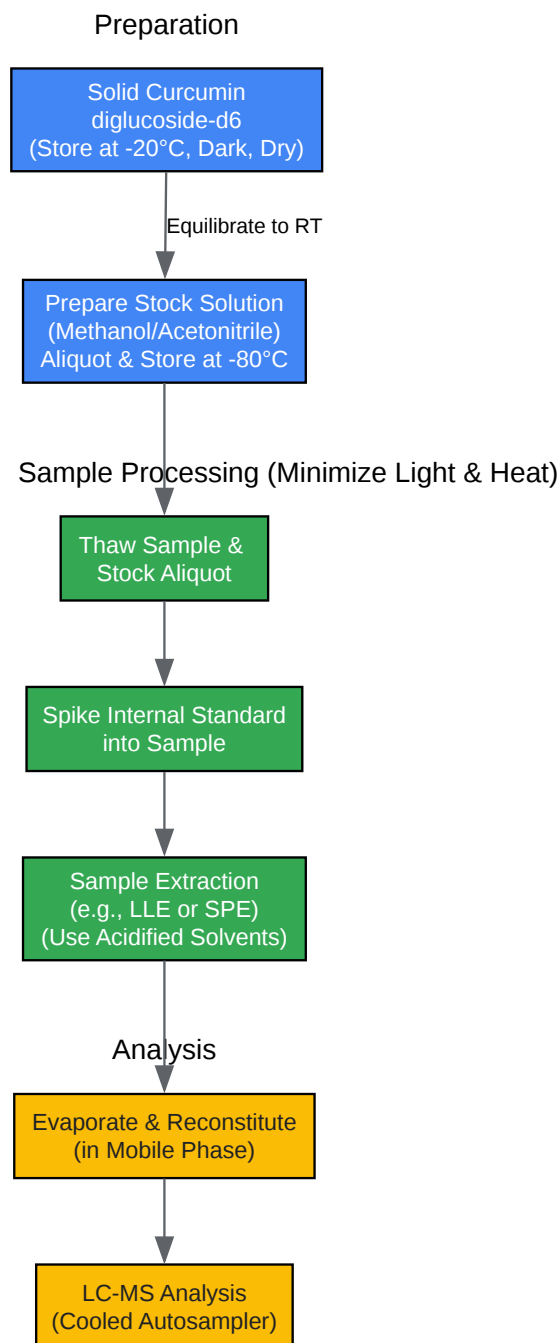 Preparation
Solid Curcumin
diglucoside-d6
(Store at -20°C, Dark, Dry)
Equilibrate to RT
Prepare Stock Solution
(Methanol/Acetonitrile)
Aliquot & Store at -80°C
Sample Processing (Minimize Light & Heat)
Thaw Sample &
Stock Aliquot
Spike Internal Standard
into Sample
Sample Extraction
(e.g., LLE or SPE)
(Use Acidified Solvents)
Analysis
Evaporate & Reconstitute
(in Mobile Phase)
LC-MS Analysis
(Cooled Autosampler)